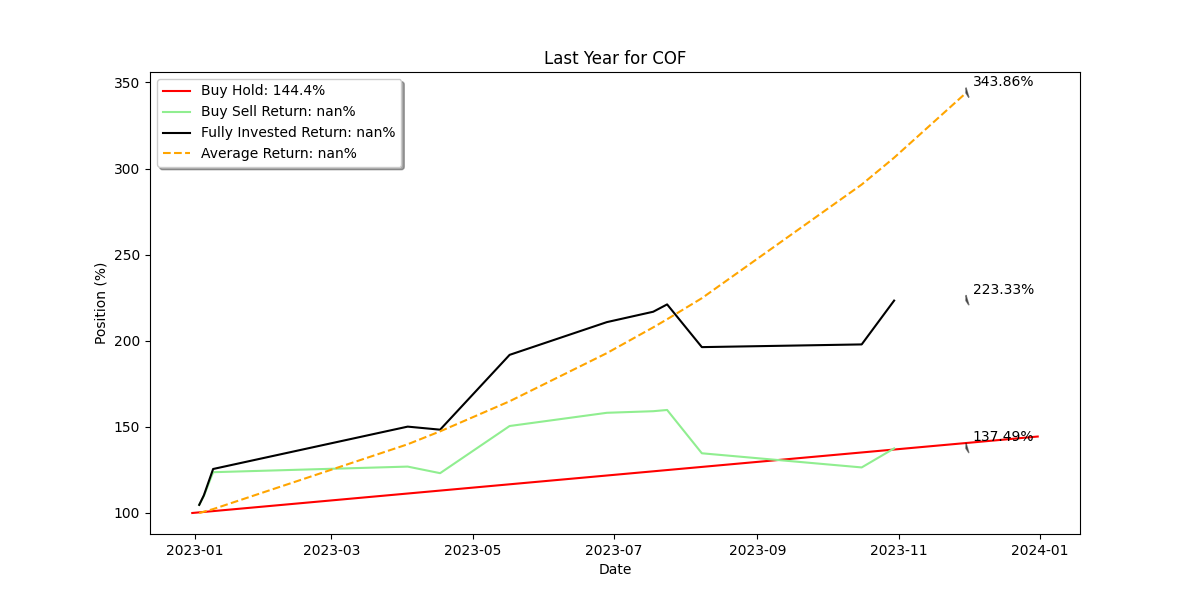 Last Year for COF
Buy Hold: 144.4%
Buy Sell Return: nan%
Fully Invested Return: nan%
Average Return: nan%
343.86%
223.33%
137.49%
350
300
250
200
150
100
Position (%)
2023-01 2023-03 2023-05 2023-07 2023-09 2023-11 2024-01
Date